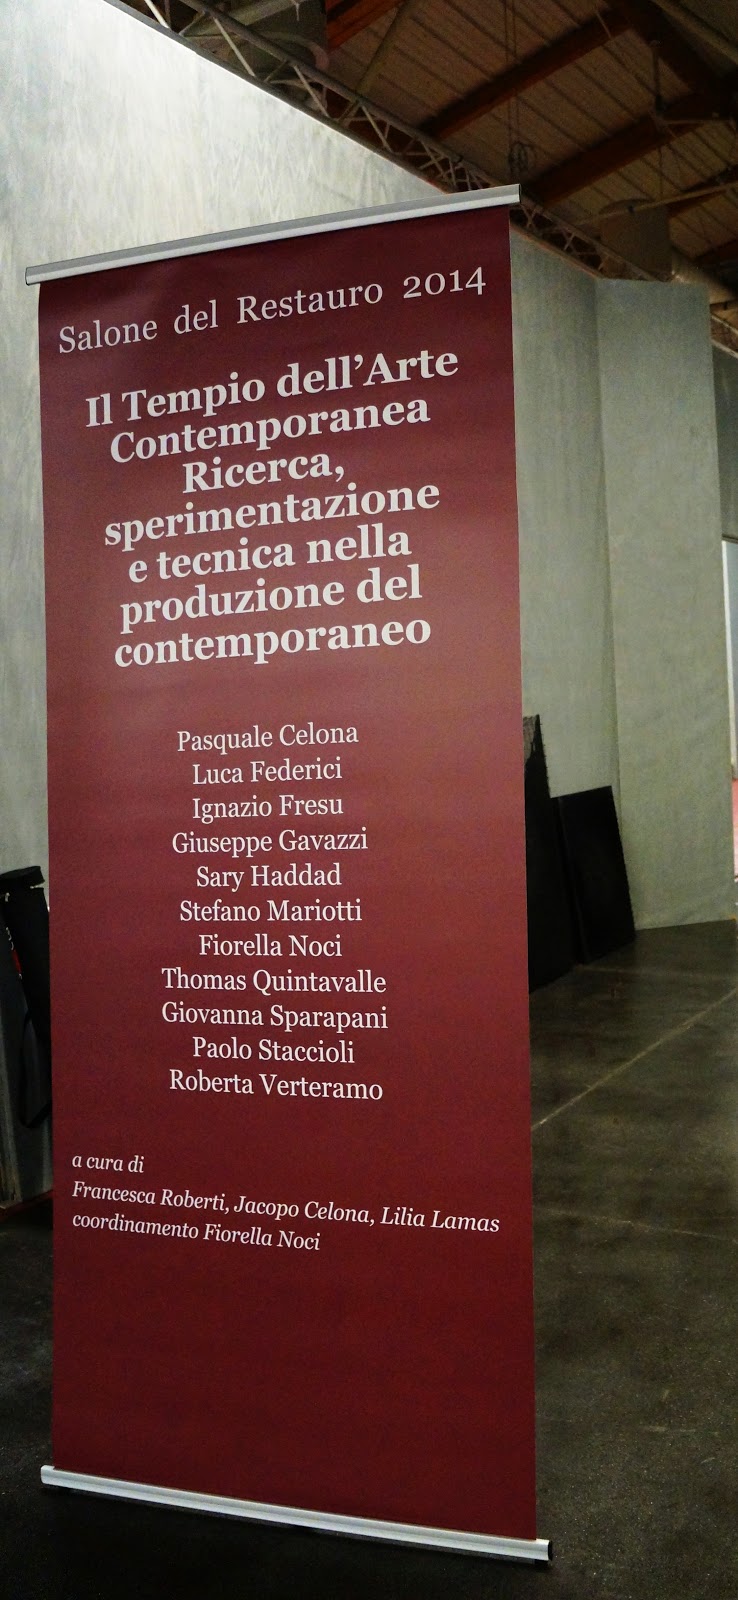 Salone del Restauro 2014
Il Tempio dell'Arte
Contemporanea
Ricerca,
sperimentazione
e tecnica nella
produzione del
contemporaneo
Pasquale Celona
Luca Federici
Ignazio Fresu
Giuseppe Gavazzi
Sary Haddad
Stefano Mariotti
Fiorella Noci
Thomas Quintavalle
Giovanna Sparapani
Paolo Staccioli
Roberta Verteramo
a cura di
Francesca Roberti, Jacopo Celona, Lilia Lamas
coordinamento Fiorella Noci